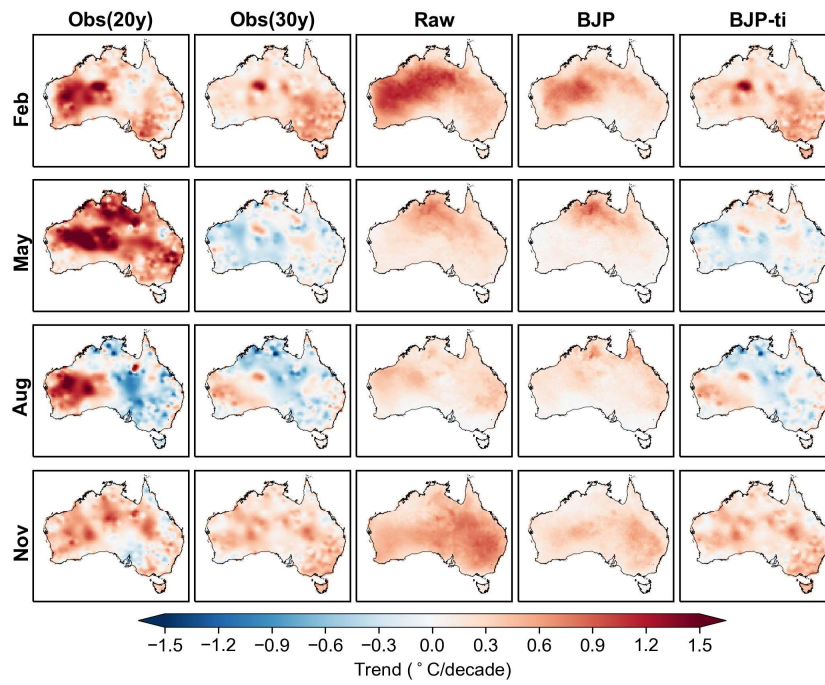 Obs(20y) Obs(30y) Raw BJP BJP-ti
Feb
May
Aug
Nov
−1.5 −1.2 −0.9 −0.6 −0.3 0.0 0.3 0.6 0.9 1.2 1.5
Trend (°C/decade)